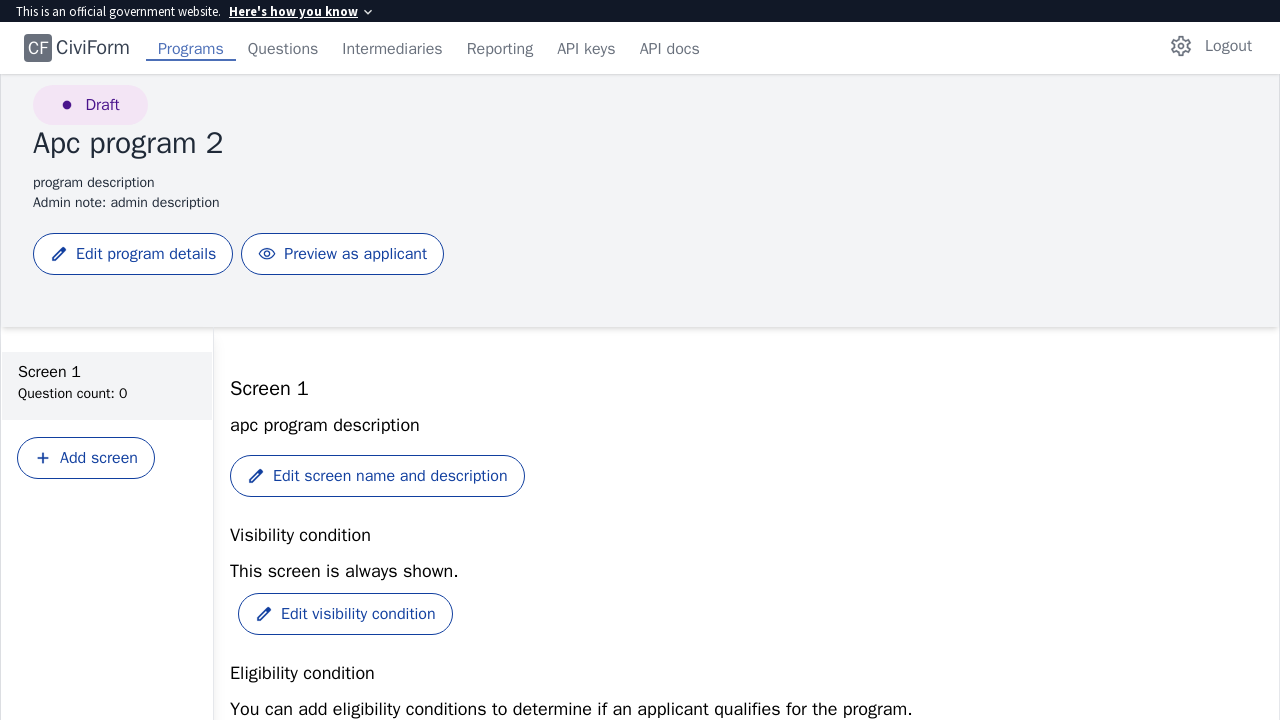 This is an official government website. Here's how you know
CF CiviForm Programs Questions Intermediaries Reporting API keys API docs Logout
Draft
Apc program 2
program description
Admin note: admin description
Edit program details Preview as applicant
Screen 1
Question count: 0
Add screen
Screen 1
apc program description
Edit screen name and description
Visibility condition
This screen is always shown.
Edit visibility condition
Eligibility condition
You can add eligibility conditions to determine if an applicant qualifies for the program.